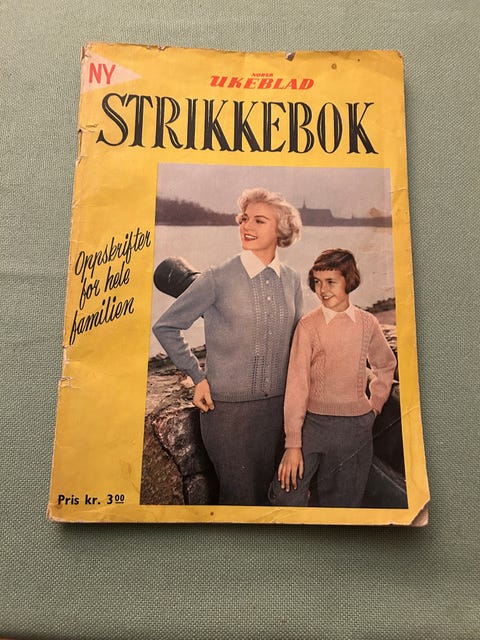 NY
NORSK
UKEBLAD
STRIKKEBOK
Oppskrifter
for hele
familien
Pris kr. 3 00